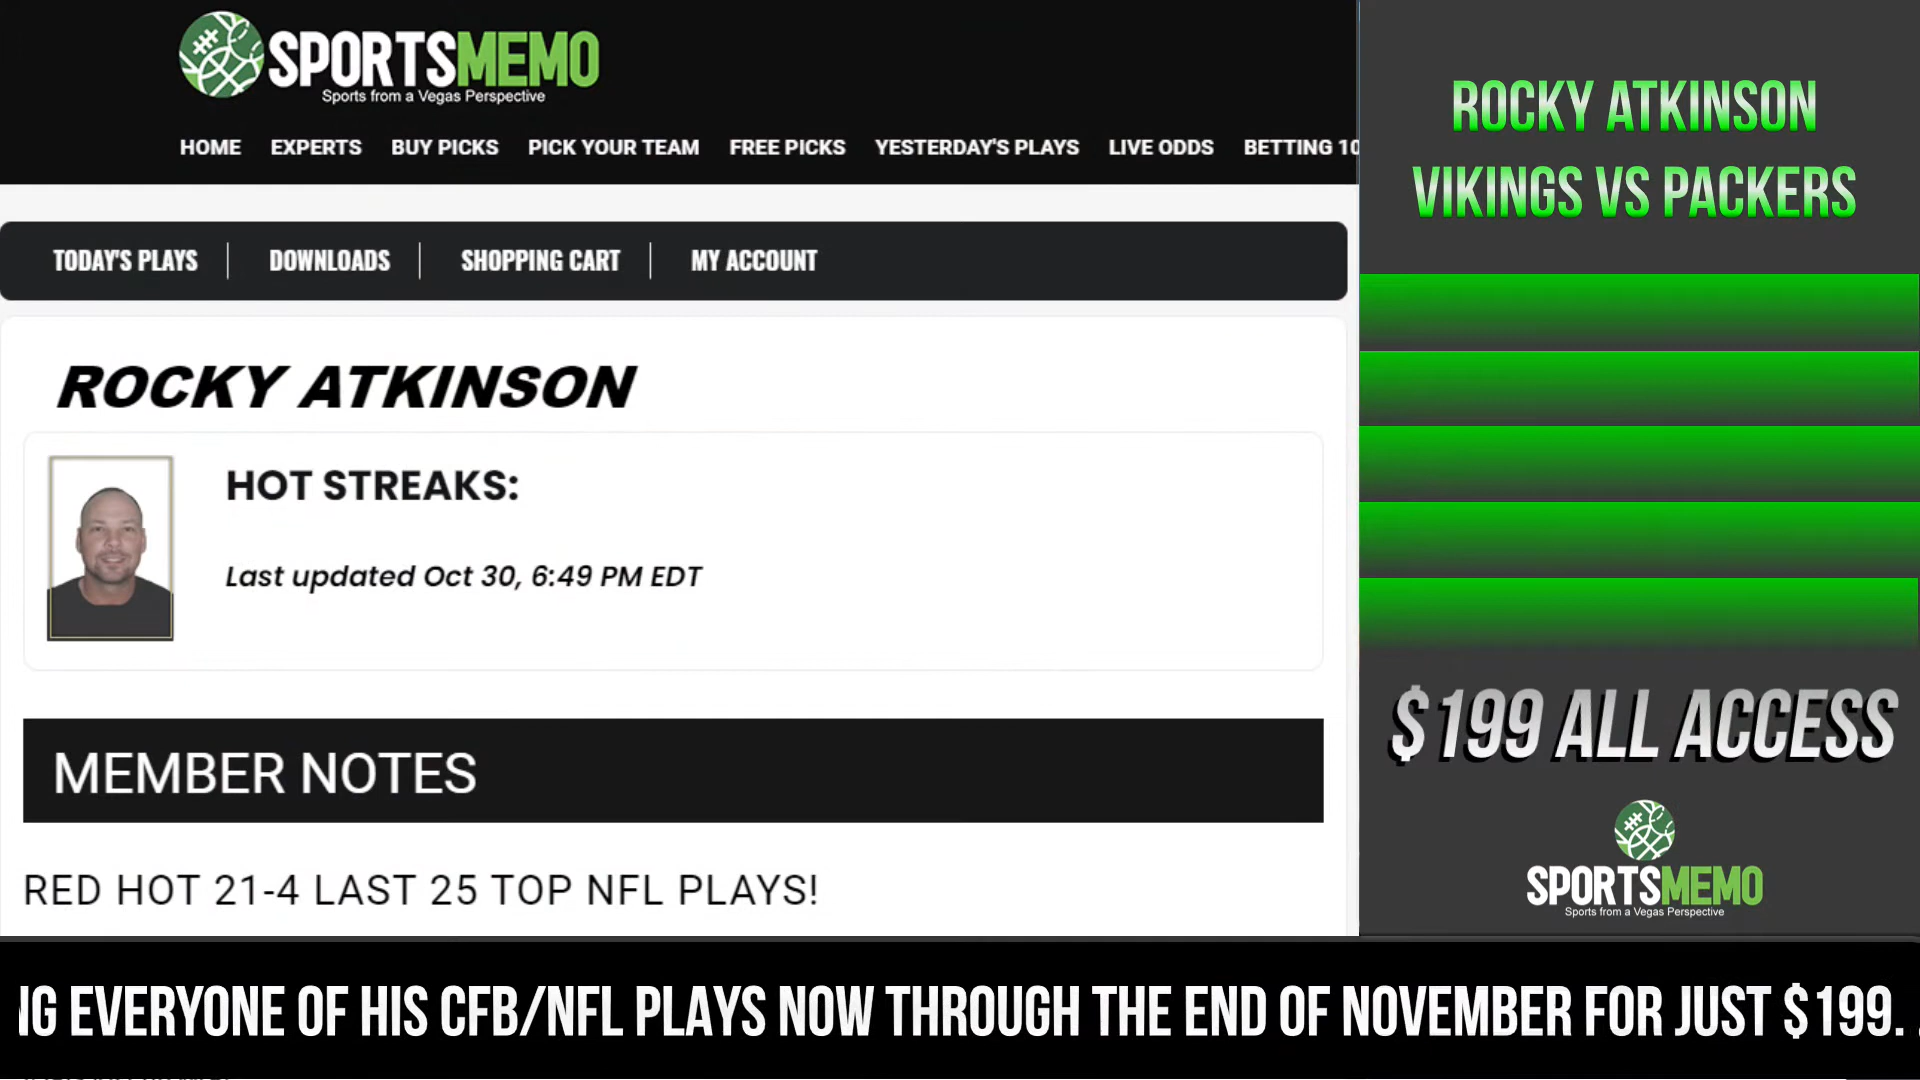 SPORTSMEMO
Sports from a Vegas Perspective
HOME EXPERTS BUY PICKS PICK YOUR TEAM FREE PICKS YESTERDAY'S PLAYS LIVE ODDS BETTING 10
TODAY'S PLAYS DOWNLOADS SHOPPING CART MY ACCOUNT
ROCKY ATKINSON
HOT STREAKS:
Last updated Oct 30, 6:49 PM EDT
MEMBER NOTES
RED HOT 21-4 LAST 25 TOP NFL PLAYS!
ROCKY ATKINSON
VIKINGS VS PACKERS
$199 ALL ACCESS
SPORTSMEMO
Sports from a Vegas Perspective
NG EVERYONE OF HIS CFB/NFL PLAYS NOW THROUGH THE END OF NOVEMBER FOR JUST $199.